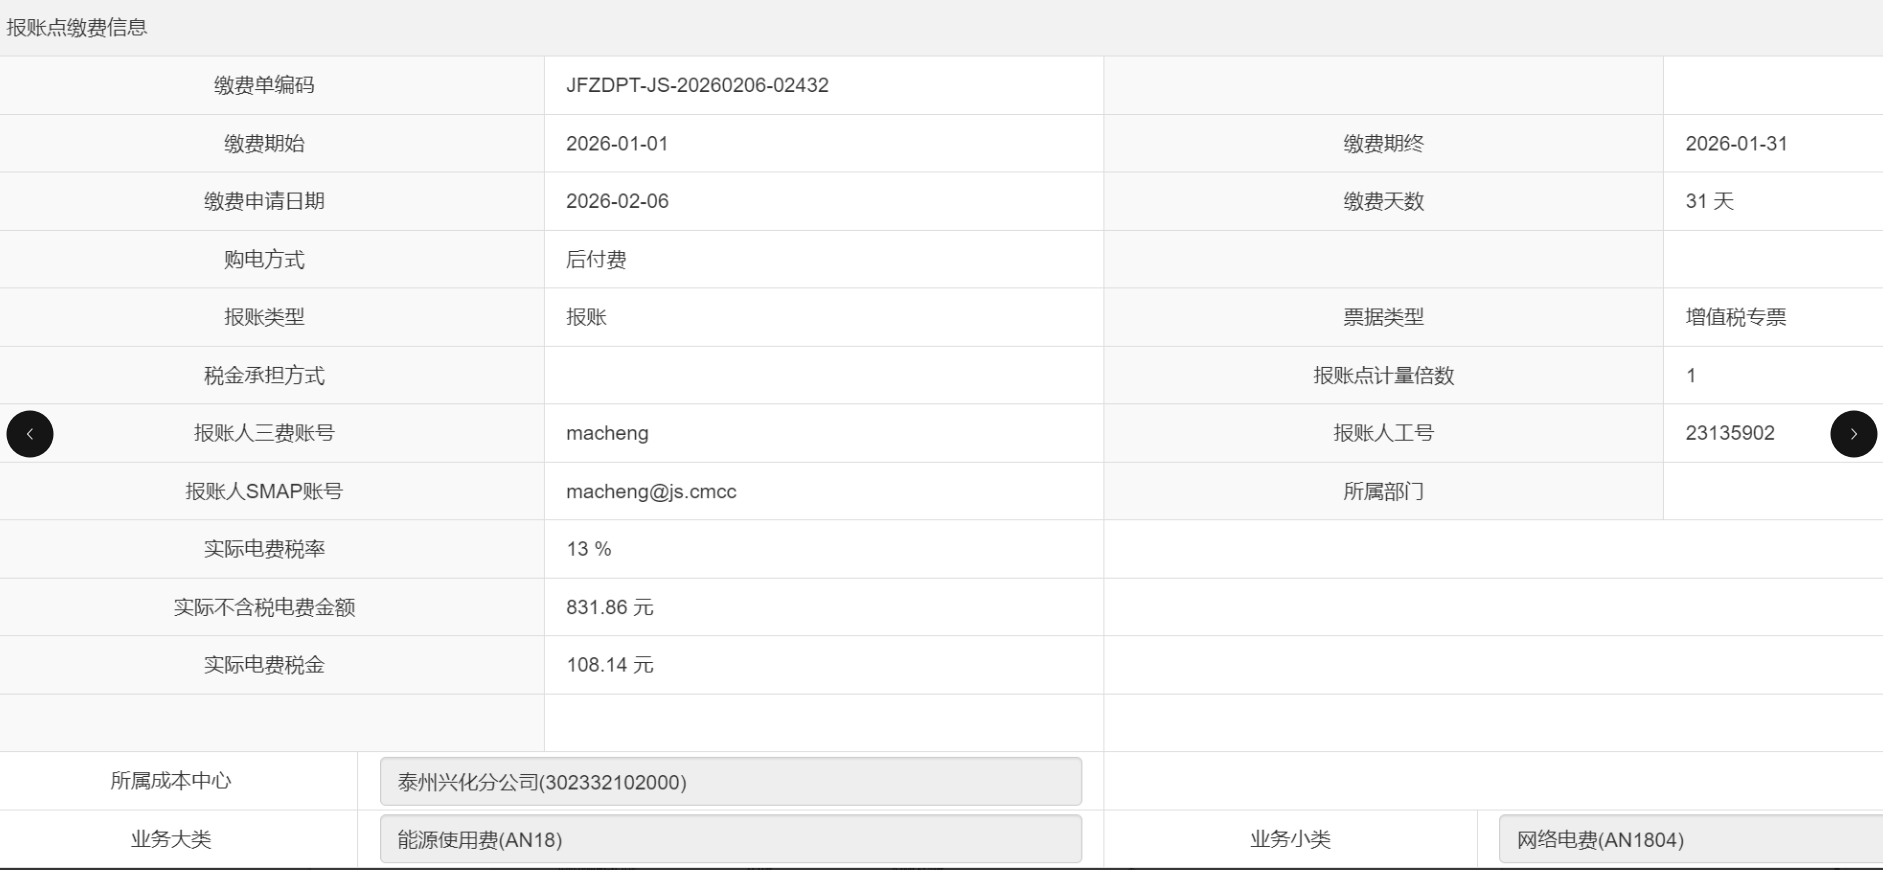 报账点缴费信息
缴费单编码 JFZDPT-JS-20260206-02432
缴费期始 2026-01-01 缴费期终 2026-01-31
缴费申请日期 2026-02-06 缴费天数 31 天
购电方式 后付费
报账类型 报账 票据类型 增值税专票
税金承担方式 报账点计量倍数 1
报账人三费账号 macheng 报账人工号 23135902
报账人SMAP账号 macheng@js.cmcc 所属部门
实际电费税率 13 %
实际不含税电费金额 831.86 元
实际电费税金 108.14 元
所属成本中心 泰州兴化分公司(302332102000)
业务大类 能源使用费(AN18) 业务小类 网络电费(AN1804)